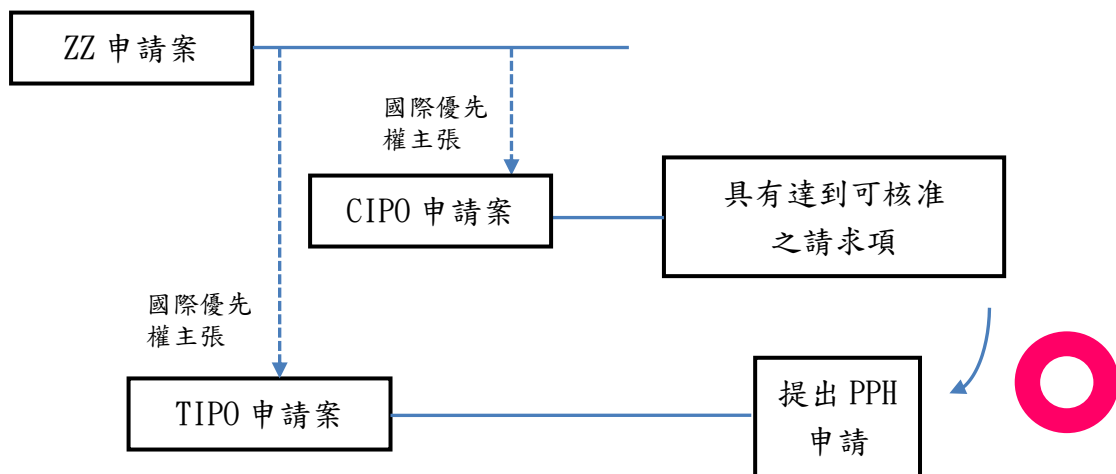 ZZ 申請案
國際優先
權主張
CIPO 申請案
具有達到可核准
之請求項
國際優先
權主張
TIPO 申請案
提出 PPH
申請